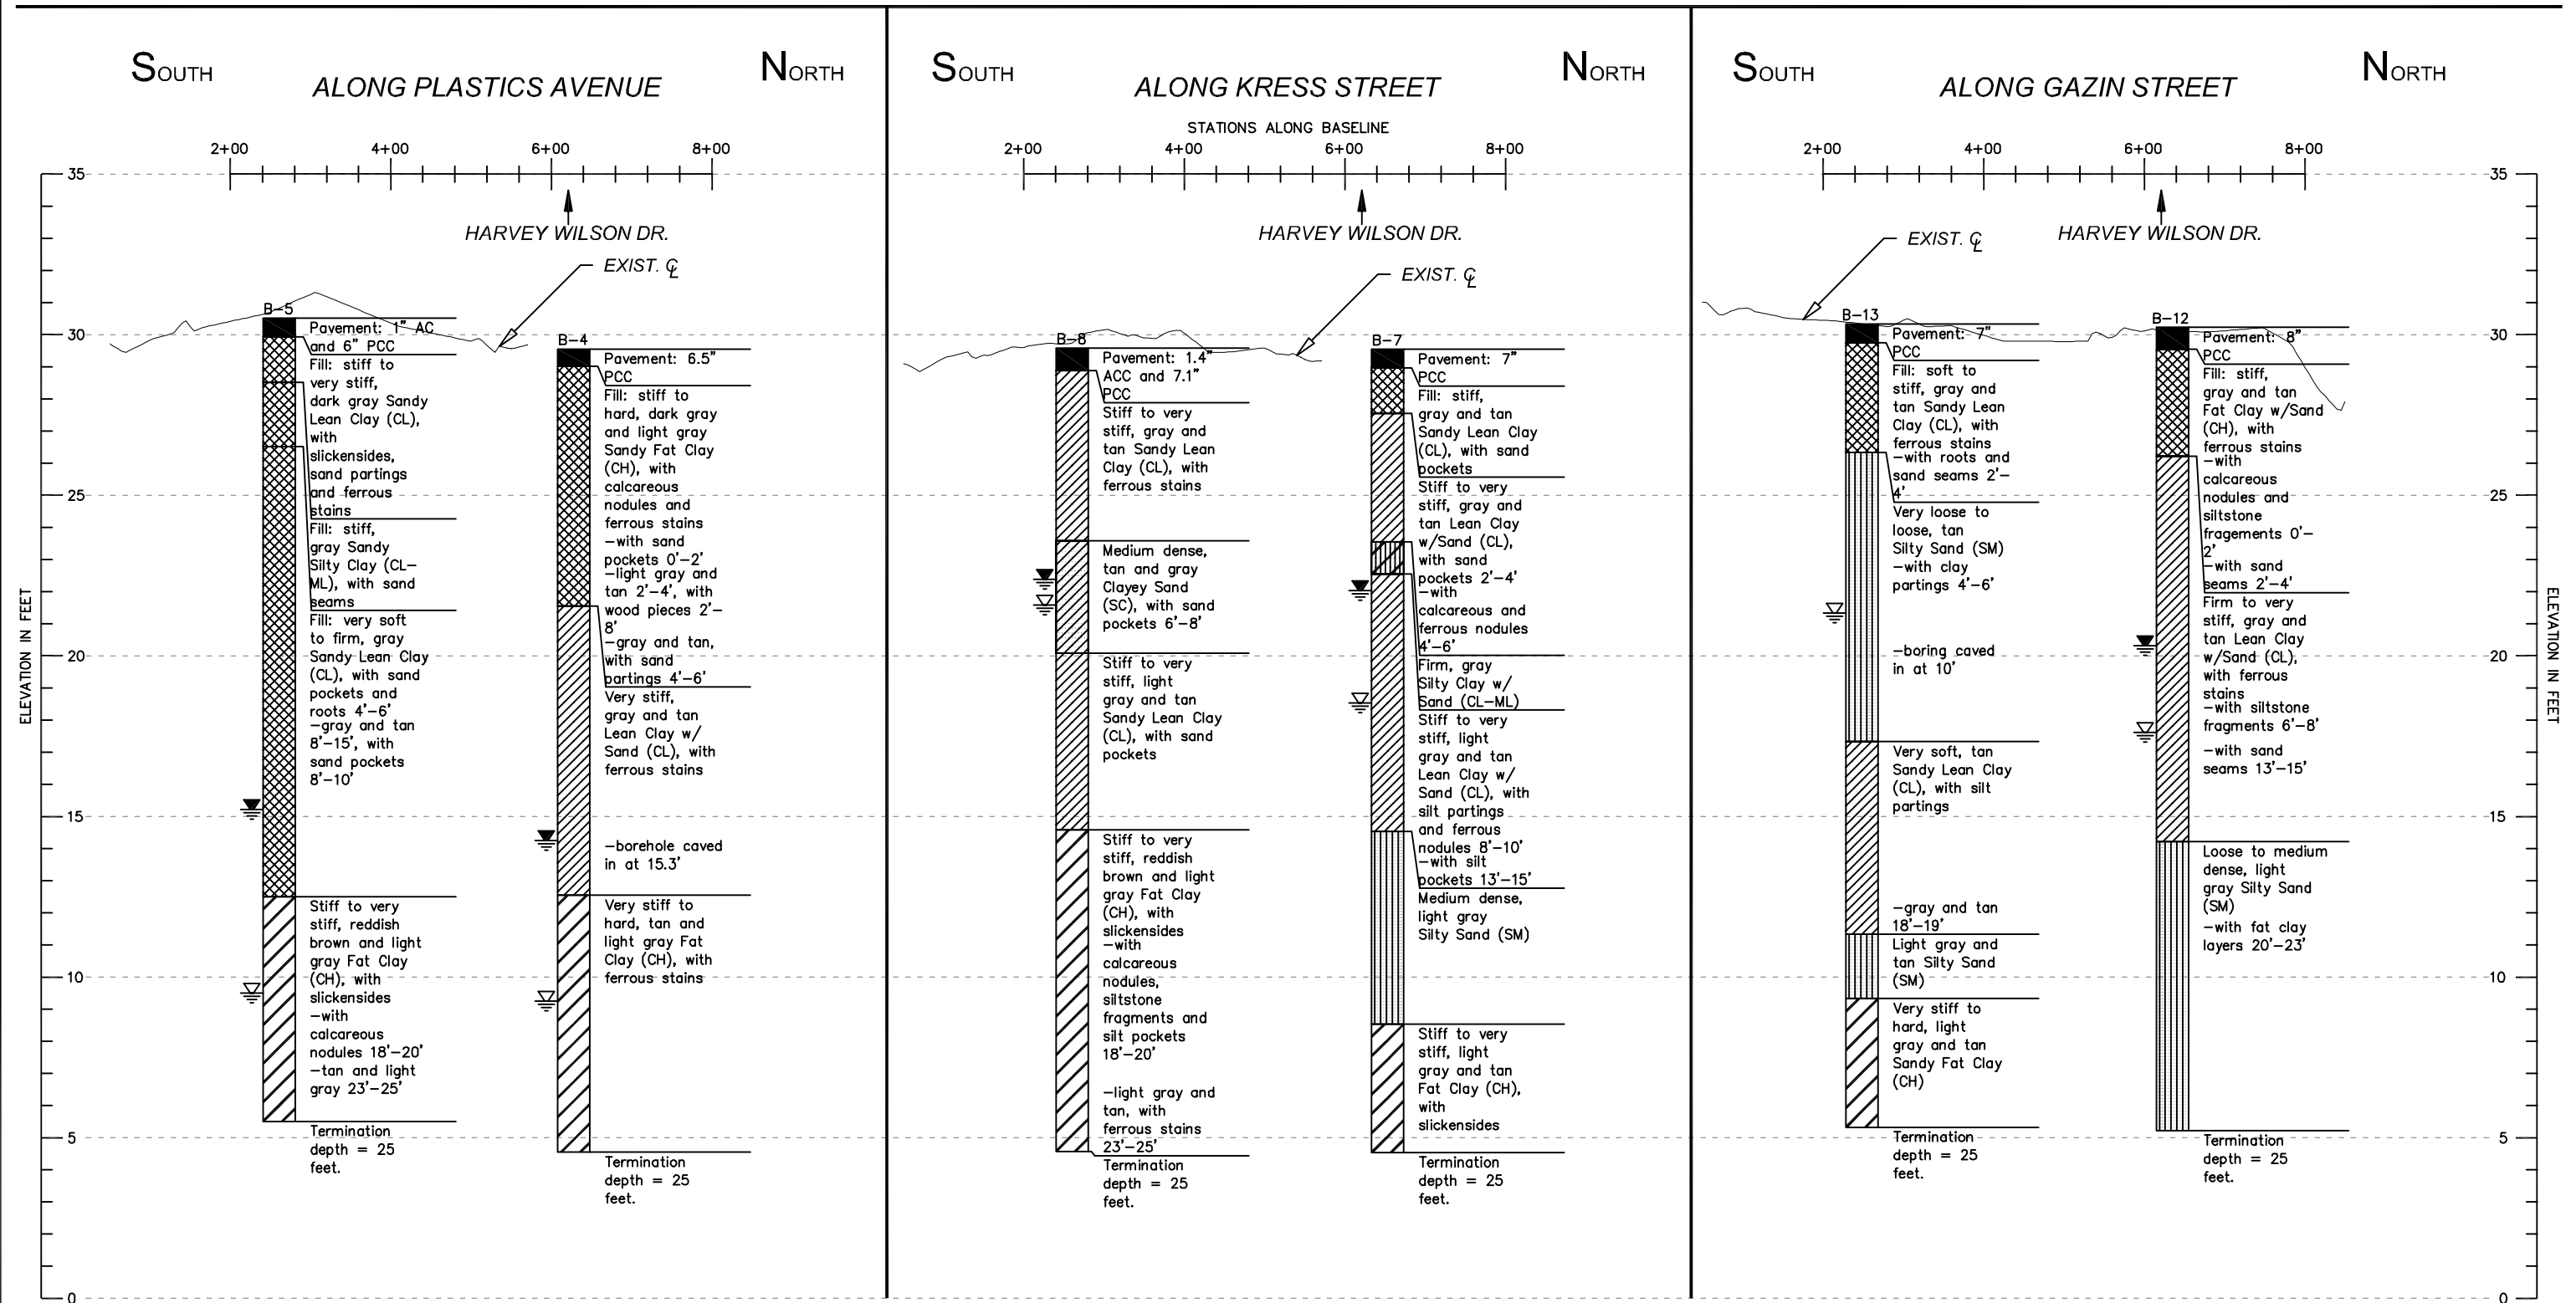 SOUTH
ALONG PLASTICS AVENUE
NORTH
2+00
4+00
6+00
8+00
HARVEY WILSON DR.
EXIST. ℄
ELEVATION IN FEET
35
30
25
20
15
10
5
0
B-5
Pavement: 1" AC
and 6" PCC
Fill: stiff to
very stiff,
dark gray Sandy
Lean Clay (CL),
with
slickensides,
sand partings
and ferrous
stains
Fill: stiff,
gray Sandy
Silty Clay (CL-
ML), with sand
seams
Fill: very soft
to firm, gray
Sandy Lean Clay
(CL), with sand
pockets and
roots 4'-6'
-gray and tan
8'-15', with
sand pockets
8'-10'
Stiff to very
stiff, reddish
brown and light
gray Fat Clay
(CH), with
slickensides
-with
calcareous
nodules 18'-20'
-tan and light
gray 23'-25'
Termination
depth = 25
feet.
B-4
Pavement: 6.5"
PCC
Fill: stiff to
hard, dark gray
and light gray
Sandy Fat Clay
(CH), with
calcareous
nodules and
ferrous stains
-with sand
pockets 0'-2'
-light gray and
tan 2'-4', with
wood pieces 2'-
8'
-gray and tan,
with sand
partings 4'-6'
Very stiff,
gray and tan
Lean Clay w/
Sand (CL), with
ferrous stains
-borehole caved
in at 15.3'
Very stiff to
hard, tan and
light gray Fat
Clay (CH), with
ferrous stains
Termination
depth = 25
feet.
SOUTH
ALONG KRESS STREET
NORTH
STATIONS ALONG BASELINE
2+00
4+00
6+00
8+00
HARVEY WILSON DR.
EXIST. ℄
B-8
Pavement: 1.4"
ACC and 7.1"
PCC
Stiff to very
stiff, gray and
tan Sandy Lean
Clay (CL), with
ferrous stains
Medium dense,
tan and gray
Clayey Sand
(SC), with sand
pockets 6'-8'
Stiff to very
stiff, light
gray and tan
Sandy Lean Clay
(CL), with sand
pockets
Stiff to very
stiff, reddish
brown and light
gray Fat Clay
(CH), with
slickensides
-with
calcareous
nodules,
siltstone
fragments and
silt pockets
18'-20'
-light gray and
tan, with
ferrous stains
23'-25'
Termination
depth = 25
feet.
B-7
Pavement: 7"
PCC
Fill: stiff,
gray and tan
Sandy Lean Clay
(CL), with sand
pockets
Stiff to very
stiff, gray and
tan Lean Clay
w/Sand (CL),
with sand
pockets 2'-4'
-with
calcareous and
ferrous nodules
4'-6'
Firm, gray
Silty Clay w/
Sand (CL-ML)
Stiff to very
stiff, light
gray and tan
Lean Clay w/
Sand (CL), with
silt partings
and ferrous
nodules 8'-10'
-with silt
pockets 13'-15'
Medium dense,
light gray
Silty Sand (SM)
Stiff to very
stiff, light
gray and tan
Fat Clay (CH),
with
slickensides
Termination
depth = 25
feet.
SOUTH
ALONG GAZIN STREET
NORTH
2+00
4+00
6+00
8+00
EXIST. ℄
HARVEY WILSON DR.
B-13
Pavement: 7"
PCC
Fill: soft to
stiff, gray and
tan Sandy Lean
Clay (CL), with
ferrous stains
-with roots and
sand seams 2'-
4'
Very loose to
loose, tan
Silty Sand (SM)
-with clay
partings 4'-6'
-boring caved
in at 10'
Very soft, tan
Sandy Lean Clay
(CL), with silt
partings
-gray and tan
18'-19'
Light gray and
tan Silty Sand
(SM)
Very stiff to
hard, light
gray and tan
Sandy Fat Clay
(CH)
Termination
depth = 25
feet.
B-12
Pavement: 8"
PCC
Fill: stiff,
gray and tan
Fat Clay w/Sand
(CH), with
ferrous stains
-with
calcareous
nodules and
siltstone
fragements 0'-
2'
-with sand
seams 2'-4'
Firm to very
stiff, gray and
tan Lean Clay
w/Sand (CL),
with ferrous
stains
-with siltstone
fragments 6'-8'
-with sand
seams 13'-15'
Loose to medium
dense, light
gray Silty Sand
(SM)
-with fat clay
layers 20'-23'
Termination
depth = 25
feet.
35
30
25
20
15
10
5
0
ELEVATION IN FEET